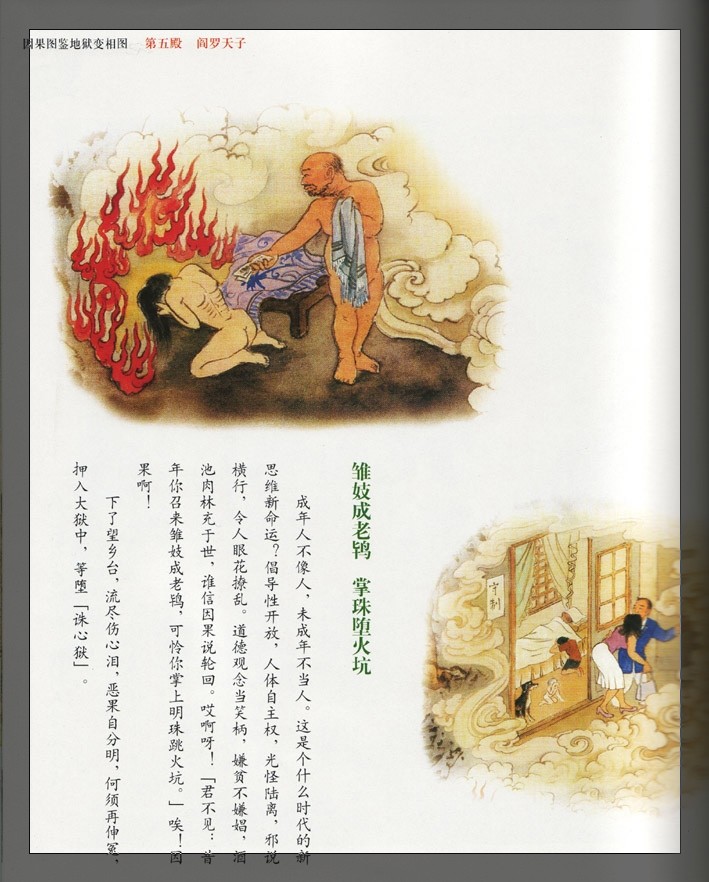 因果图鉴地狱变相图 第五殿 阎罗天子
守制
雏妓成老鸨 掌珠堕火坑
成年人不像人，未成年不当人。这是个什么时代的新
思维新命运？倡导性开放，人体自主权，光怪陆离，邪说
横行，令人眼花撩乱。道德观念当笑柄，嫌贫不嫌娼，酒
池肉林充于世，谁信因果说轮回。哎啊呀！「君不见：昔
年你召来雏妓成老鸨，可怜你掌上明珠跳火坑。」唉！因
果啊！
下了望乡台，流尽伤心泪，恶果自分明，何须再伸冤，
押入大狱中，等堕「诛心狱」。